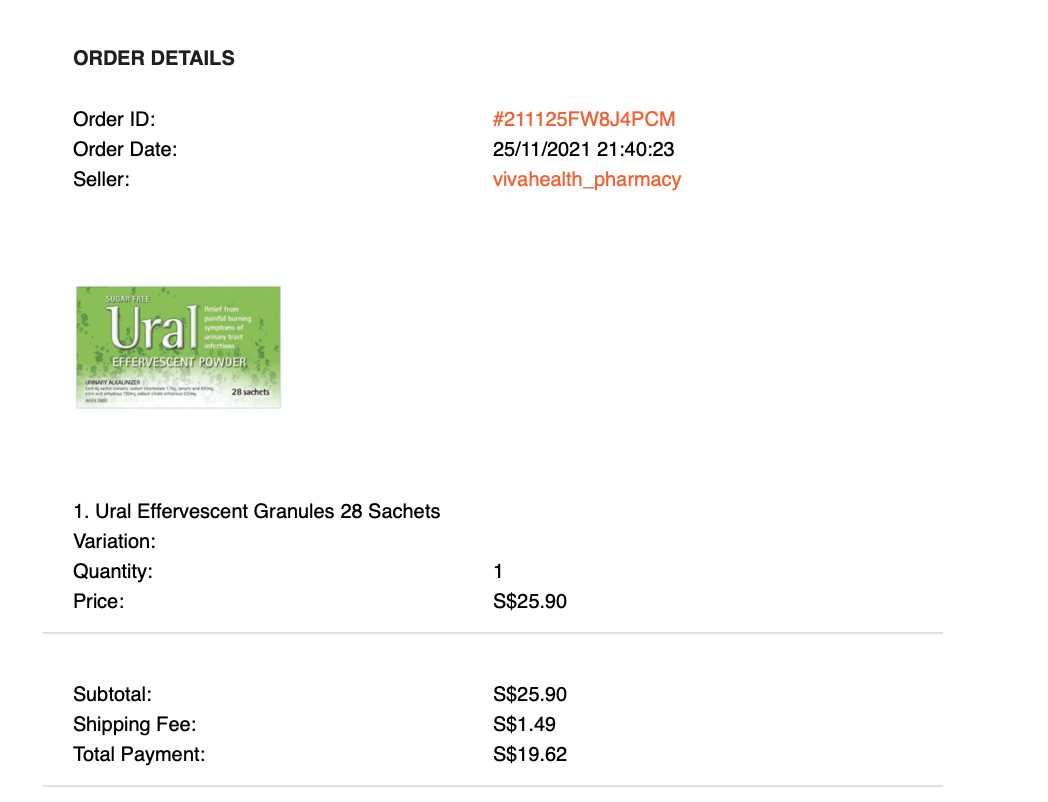 ORDER DETAILS
Order ID: #211125FW8J4PCM
Order Date: 25/11/2021 21:40:23
Seller: vivahealth_pharmacy
SUGAR FREE
Ural
Relief from
painful burning
symptoms of
urinary tract
infections
EFFERVESCENT POWDER
URINARY ALKALINIZER
28 sachets
1. Ural Effervescent Granules 28 Sachets
Variation:
Quantity: 1
Price: S$25.90
Subtotal: S$25.90
Shipping Fee: S$1.49
Total Payment: S$19.62